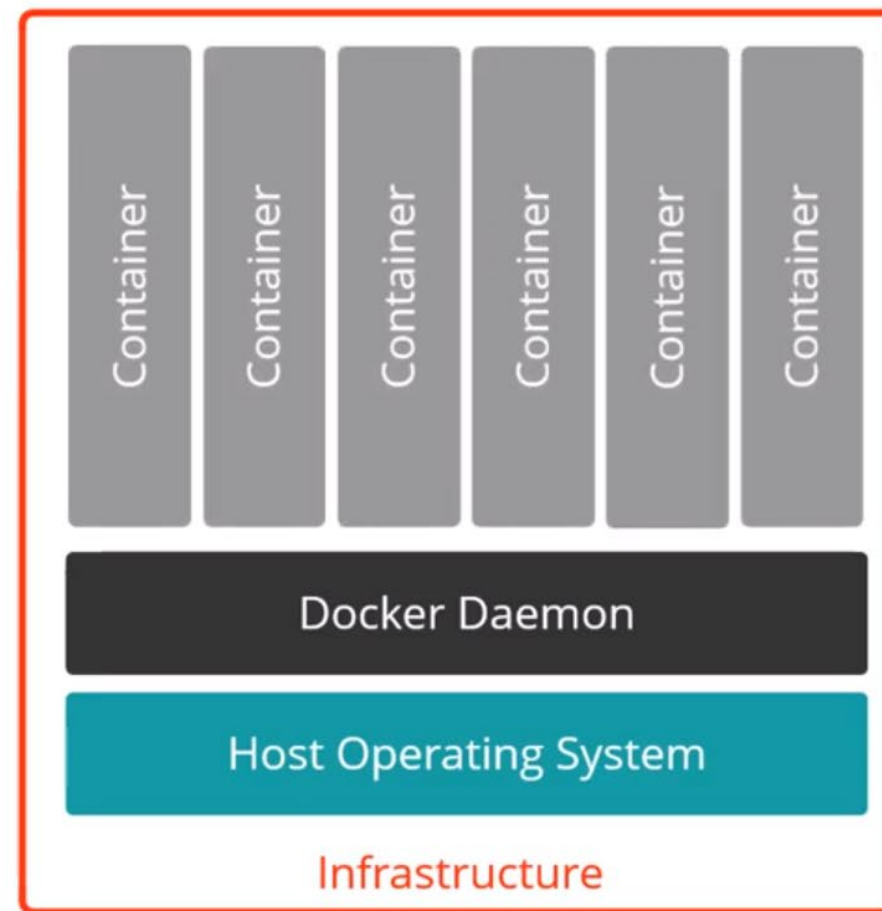 Container
Container
Container
Container
Container
Container
Docker Daemon
Host Operating System
Infrastructure